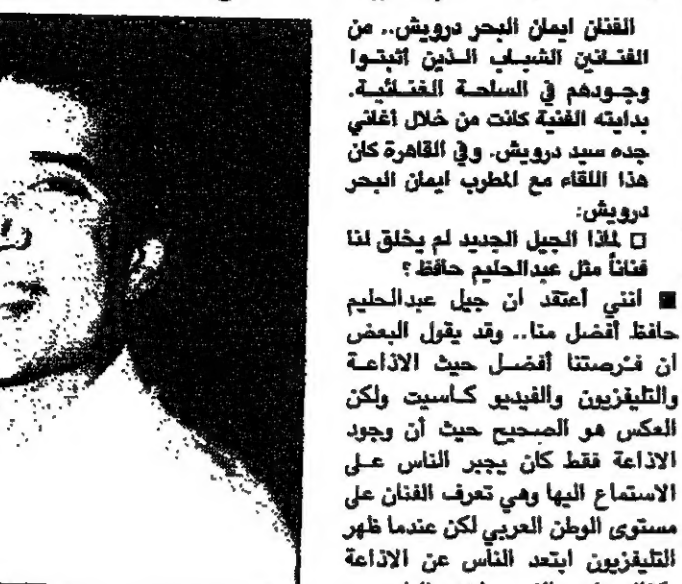 الفنان ايمان البحر درويش.. من
الفنانين الشباب الذين أثبتوا
وجودهم في الساحة الغنائية.
بدايته الفنية كانت من خلال أغاني
جده سيد درويش. وفي القاهرة كان
هذا اللقاء مع المطرب ايمان البحر
درويش:
□ لماذا الجيل الجديد لم يخلق لنا
فناناً مثل عبدالحليم حافظ؟
■ انني أعتقد ان جيل عبدالحليم
حافظ أفضل منا.. وقد يقول البعض
ان فرصتنا أفضل حيث الاذاعة
والتليفزيون والفيديو كاسيت ولكن
العكس هو الصحيح حيث أن وجود
الاذاعة فقط كان يجبر الناس على
الاستماع اليها وهي تعرف الفنان على
مستوى الوطن العربي لكن عندما ظهر
التليفزيون ابتعد الناس عن الاذاعة